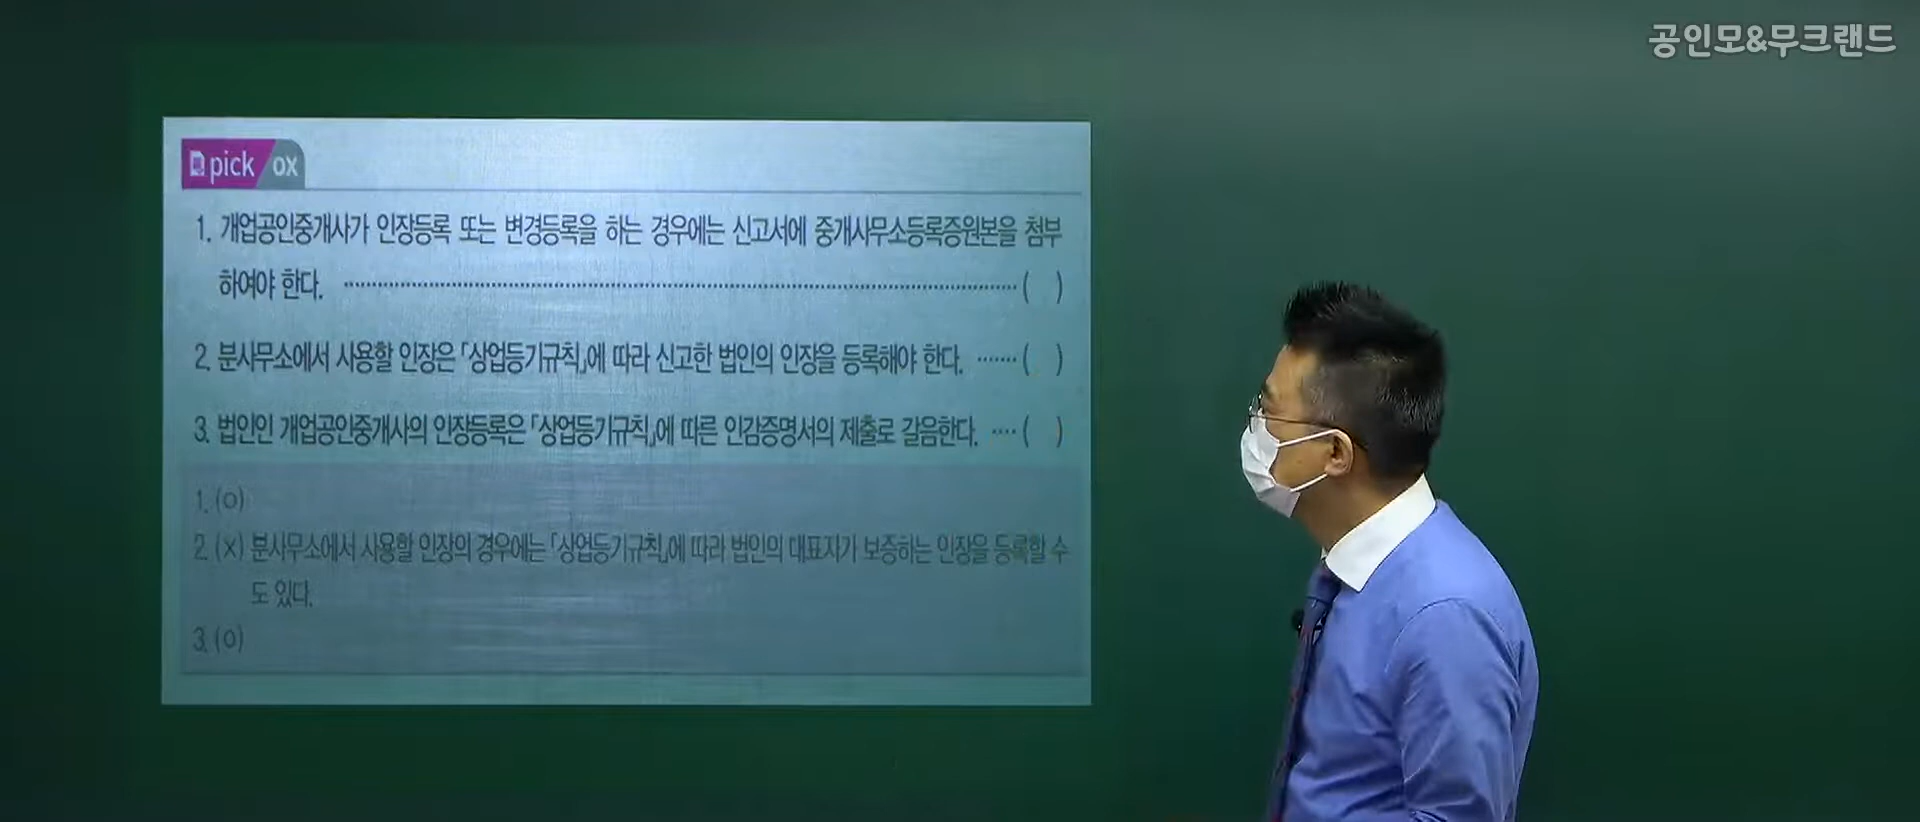 공인모&무크랜드
pick ox
1. 개업공인중개사가 인장등록 또는 변경등록을 하는 경우에는 신고서에 중개사무소등록증원본을 첨부
하여야 한다. ( )
2. 분사무소에서 사용할 인장은 「상업등기규칙」에 따라 신고한 법인의 인장을 등록해야 한다. ( )
3. 법인인 개업공인중개사의 인장등록은 「상업등기규칙」에 따른 인감증명서의 제출로 갈음한다. ( )
1. (O)
2. (X) 분사무소에서 사용할 인장의 경우에는 「상업등기규칙」에 따라 법인의 대표자가 보증하는 인장을 등록할 수
도 있다.
3. (O)